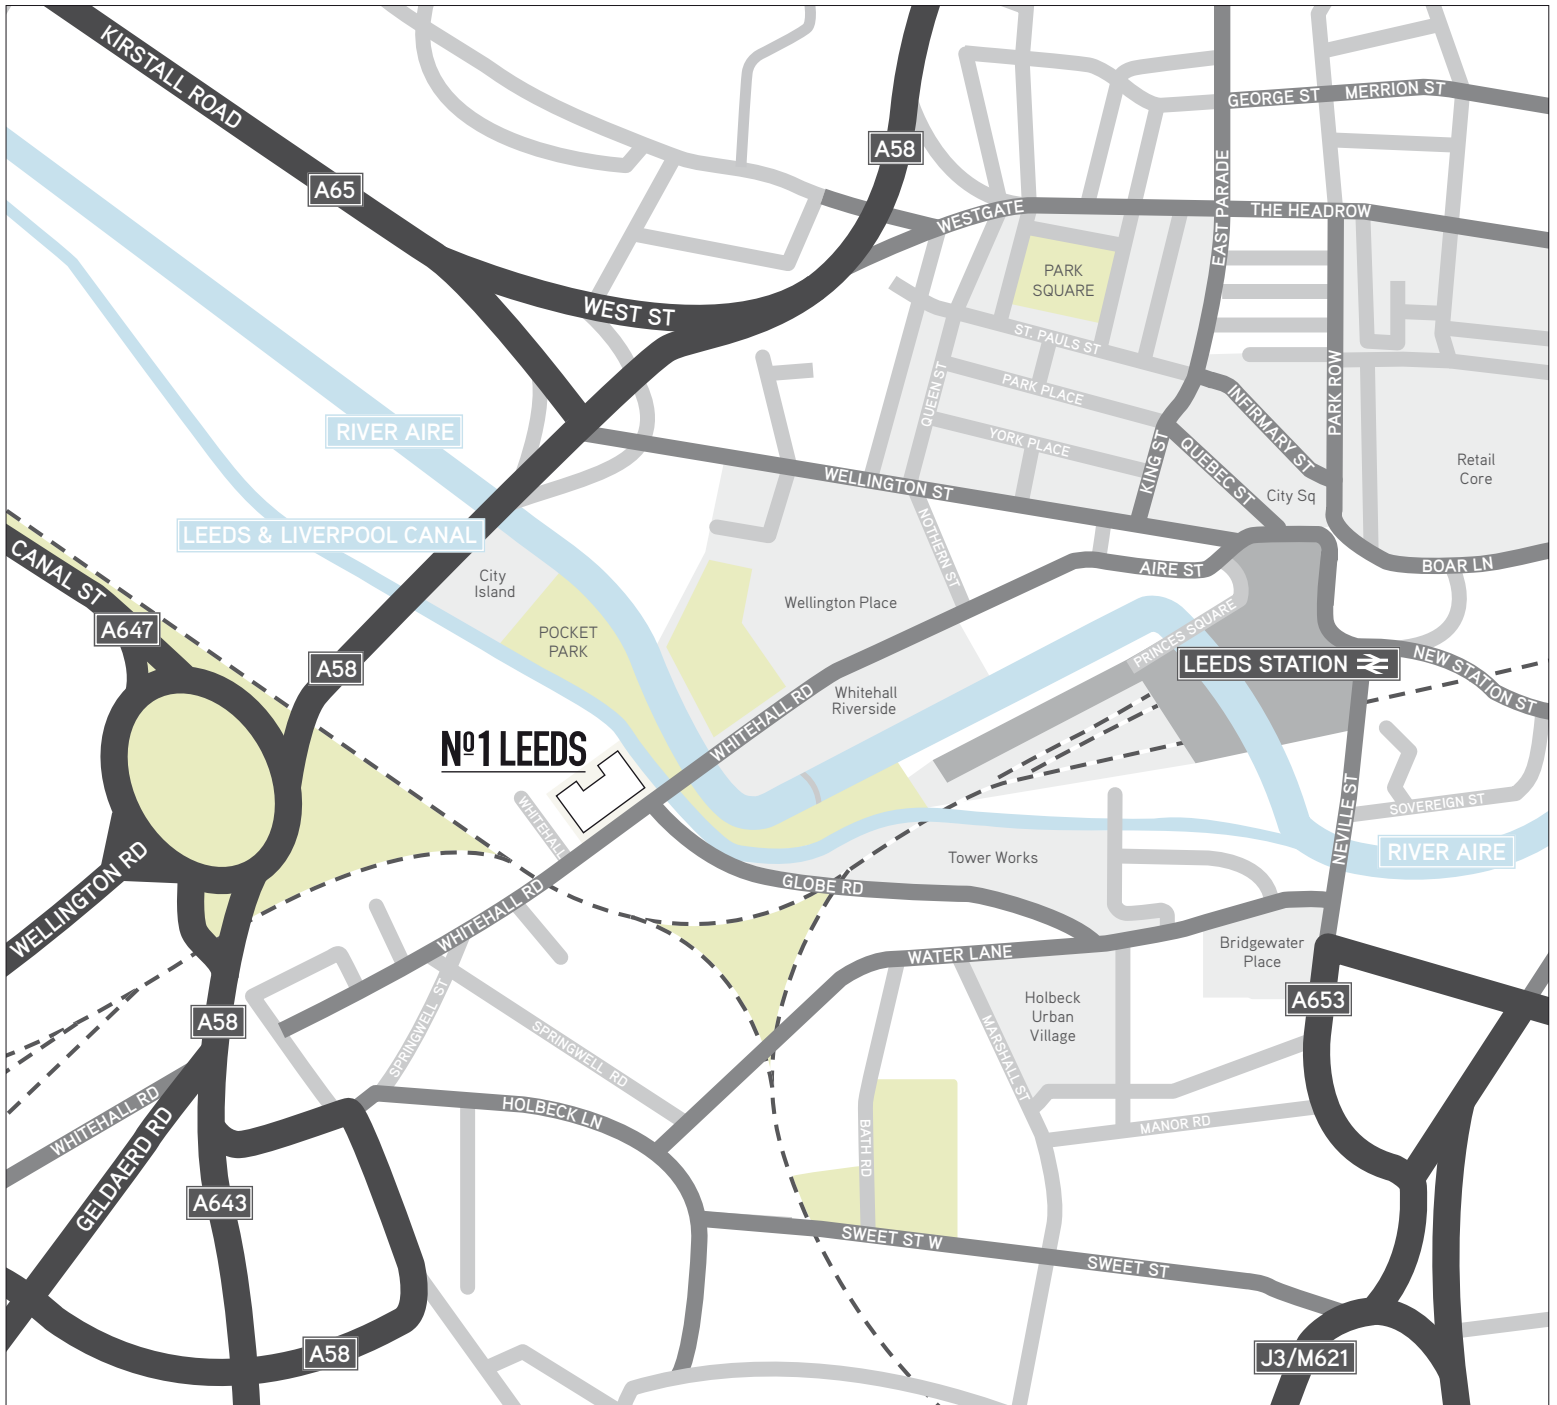 KIRSTALL ROAD
A65
A58
WEST ST
WESTGATE
EAST PARADE
GEORGE ST
MERRION ST
THE HEADROW
PARK
SQUARE
ST. PAULS ST
PARK PLACE
QUEEN ST
YORK PLACE
KING ST
QUEBEC ST
INFIRMARY ST
PARK ROW
City Sq
Retail
Core
RIVER AIRE
LEEDS & LIVERPOOL CANAL
WELLINGTON ST
NOTHERN ST
AIRE ST
BOAR LN
CANAL ST
A647
A58
City
Island
POCKET
PARK
Wellington Place
PRINCES SQUARE
LEEDS STATION
NEW STATION ST
Whitehall
Riverside
WHITEHALL RD
Nº1 LEEDS
WHITEHALL
SOVEREIGN ST
NEVILLE ST
RIVER AIRE
WELLINGTON RD
Tower Works
GLOBE RD
WHITEHALL RD
WATER LANE
Bridgewater
Place
A653
A58
SPRINGWELL ST
SPRINGWELL RD
Holbeck
Urban
Village
MARSHALL ST
WHITEHALL RD
GELDAERD RD
HOLBECK LN
BATH RD
MANOR RD
A643
SWEET ST W
SWEET ST
A58
J3/M621